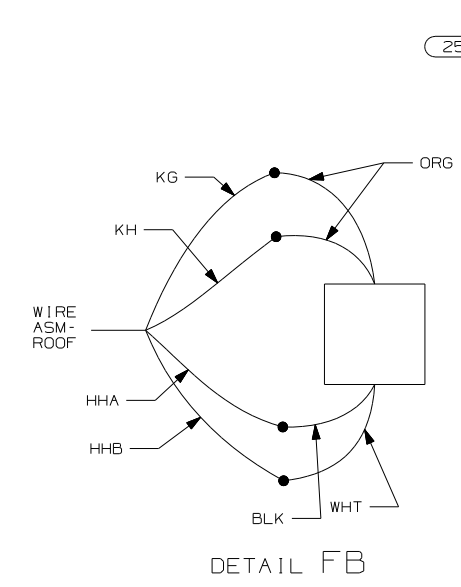 25
KG
ORG
KH
WIRE
ASM-
ROOF
HHA
HHB
BLK
WHT
DETAIL FB